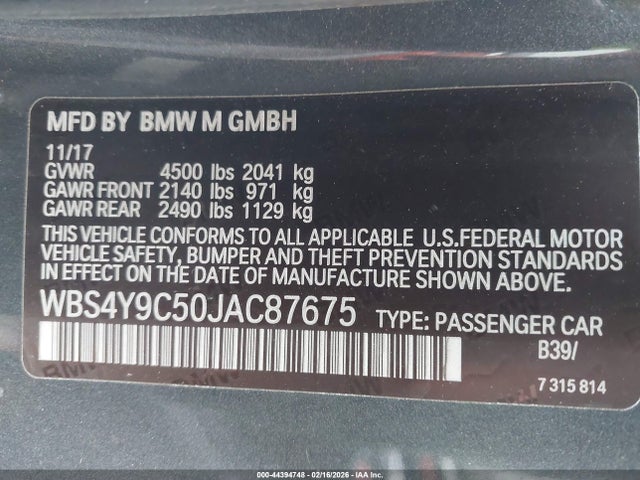 MFD BY BMW M GMBH
11/17
GVWR 4500 lbs 2041 kg
GAWR FRONT 2140 lbs 971 kg
GAWR REAR 2490 lbs 1129 kg
THIS VEHICLE CONFORMS TO ALL APPLICABLE U.S.FEDERAL MOTOR
VEHICLE SAFETY, BUMPER AND THEFT PREVENTION STANDARDS
IN EFFECT ON THE DATE OF MANUFACTURE SHOWN ABOVE
WBS4Y9C50JAC87675 TYPE: PASSENGER CAR
B39/
7 315 814
000-44394748 - 02/16/2026 - COPYRIGHT IAA, LLC.